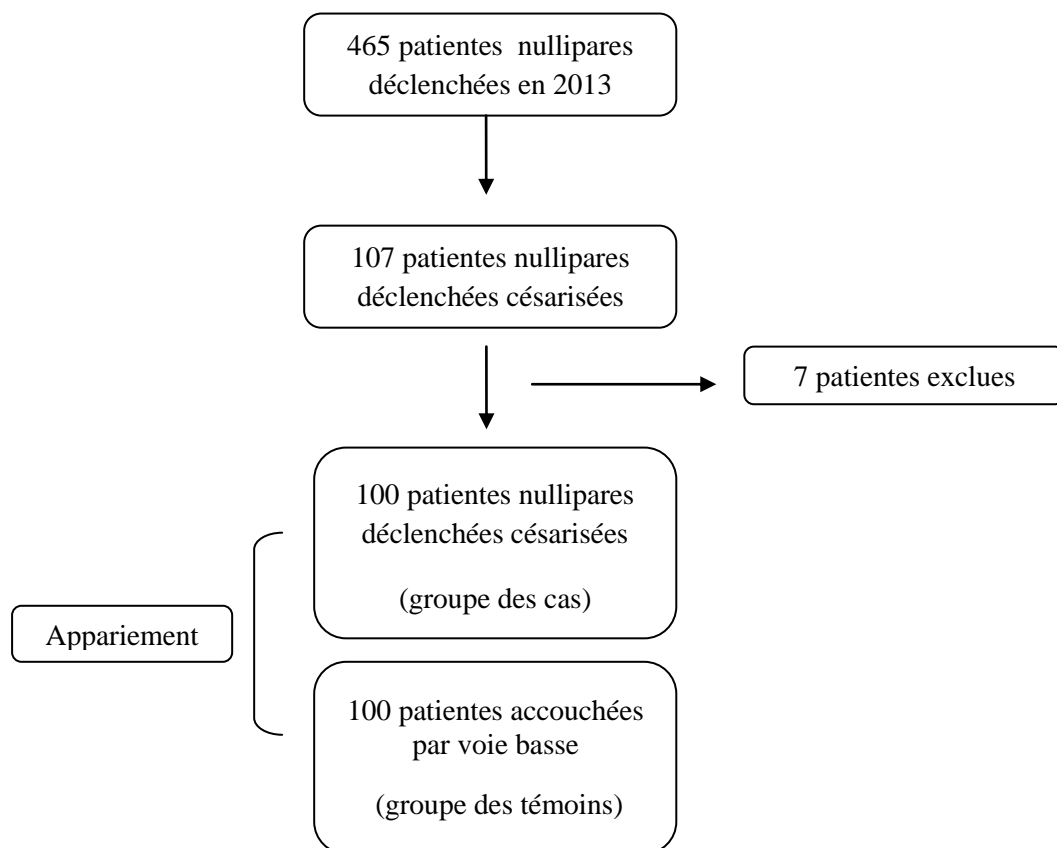 465 patientes nullipares
déclenchées en 2013
107 patientes nullipares
déclenchées césarisées
7 patientes exclues
100 patientes nullipares
déclenchées césarisées
(groupe des cas)
Appariement
100 patientes accouchées
par voie basse
(groupe des témoins)